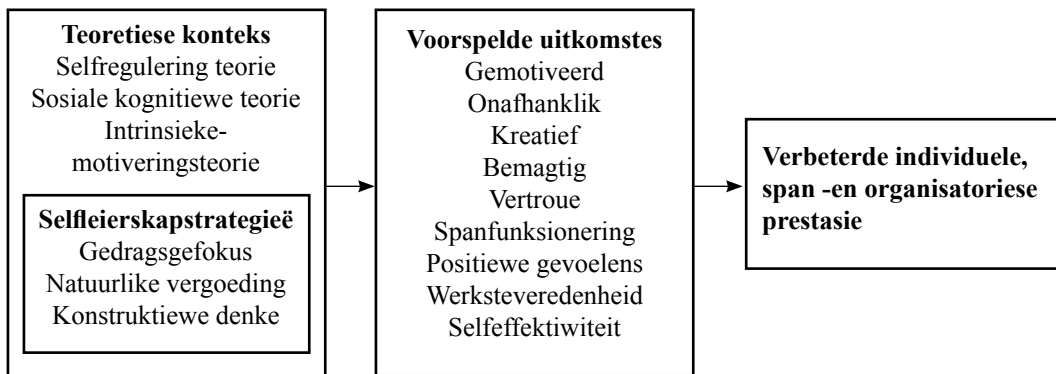 Teoretiese konteks
Selfregulering teorie
Sosiale kognitiewe teorie
Intrinsieke-
motiveringsteorie
Selfleierskapstrategieë
Gedragsgefokus
Natuurlike vergoeding
Konstruktiewe denke
Voorspelde uitkomstes
Gemotiveerd
Onafhanklik
Kreatief
Bemagtig
Vertroue
Spanfunksionering
Positiewe gevoelens
Werksteveredenheid
Selfeffektiwiteit
Verbeterde individuele,
span -en organisatoriese
prestasie